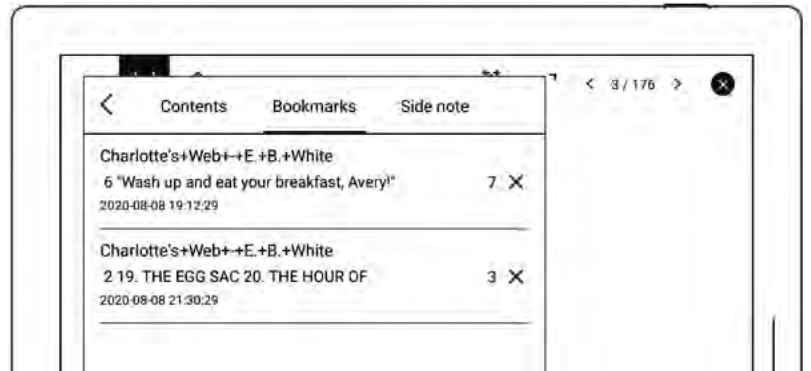 < 3 / 176 >
Contents Bookmarks Side note
Charlotte's+Web+-+E.+B.+White
6 "Wash up and eat your breakfast, Avery!" 7
2020-08-08 19:12:29
Charlotte's+Web+-+E.+B.+White
2 19. THE EGG SAC 20. THE HOUR OF 3
2020-08-08 21:30:29